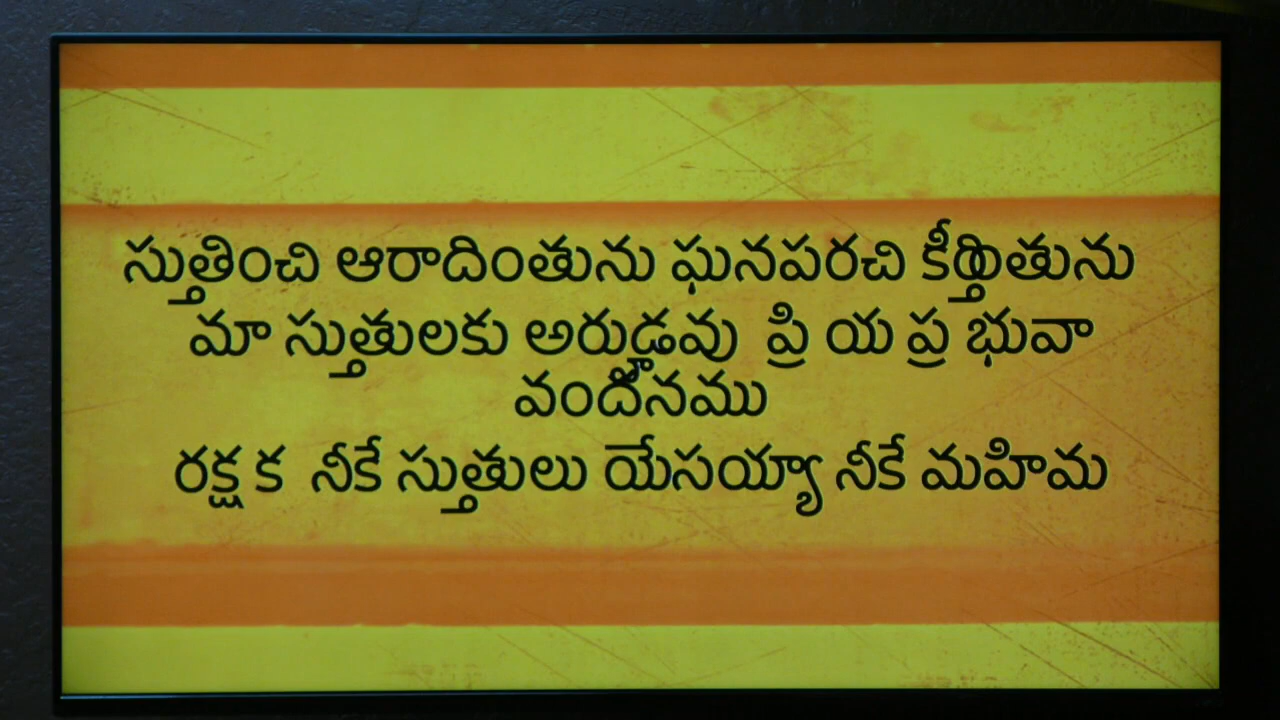 స్తుతించి ఆరాదింతును ఘనపరచి కీర్థితును
మా స్తుతులకు అర్హుడవు ప్రి య ప్ర భువా
వందనము
రక్ష క నీకే స్తుతులు యేసయ్యా నీకే మహిమ